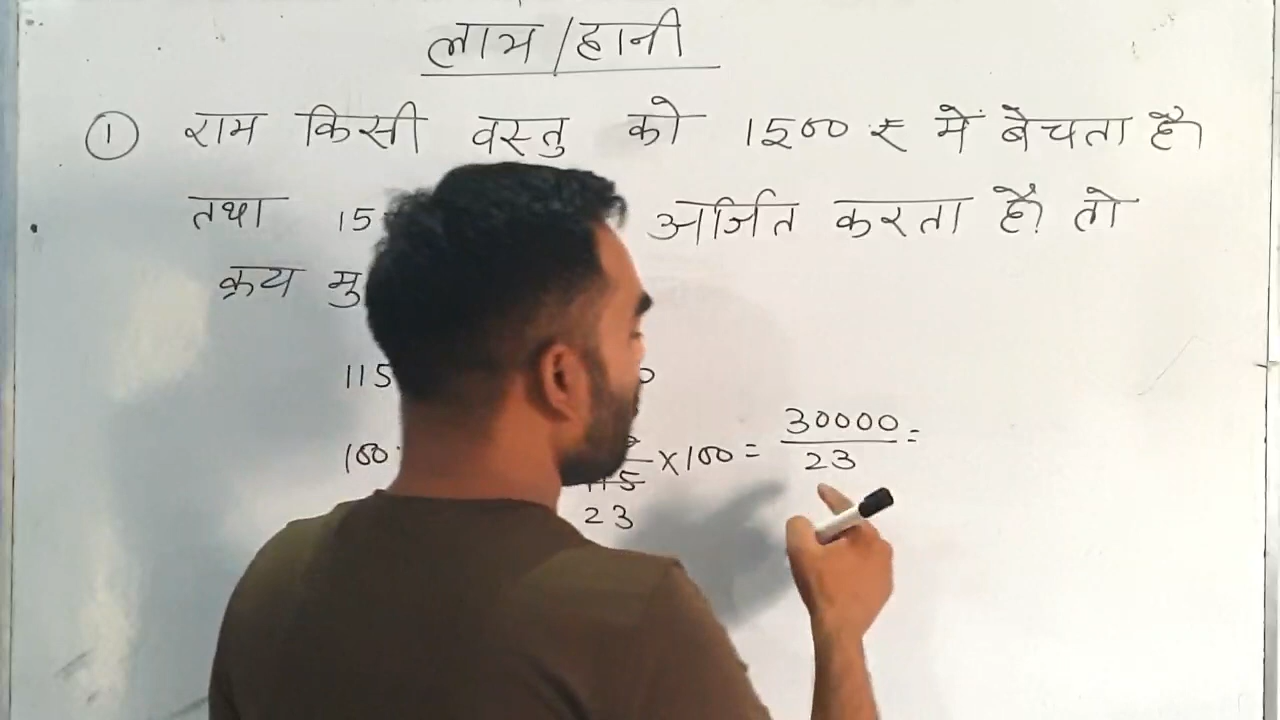 लाभ/हानी
① राम किसी वस्तु को 1500 ₹ में बेचता है
तथा 15 अर्जित करता है? तो
क्रय मु
115
100 115 × 100 = 30000/23 =
23